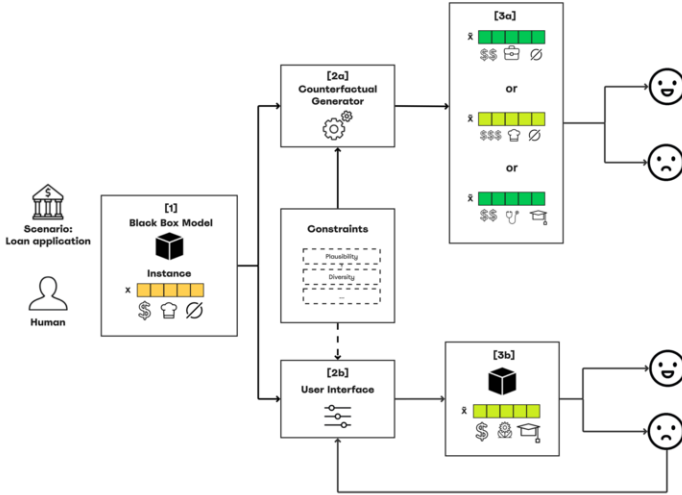 [3a]
x̂
$$
or
x̂
$$$
or
x̂
$$
[2a]
Counterfactual
Generator
$
Scenario:
Loan application
Human
[1]
Black Box Model
Instance
x
$
Constraints
Plausibility
Diversity
...
[2b]
User Interface
[3b]
x̂
$